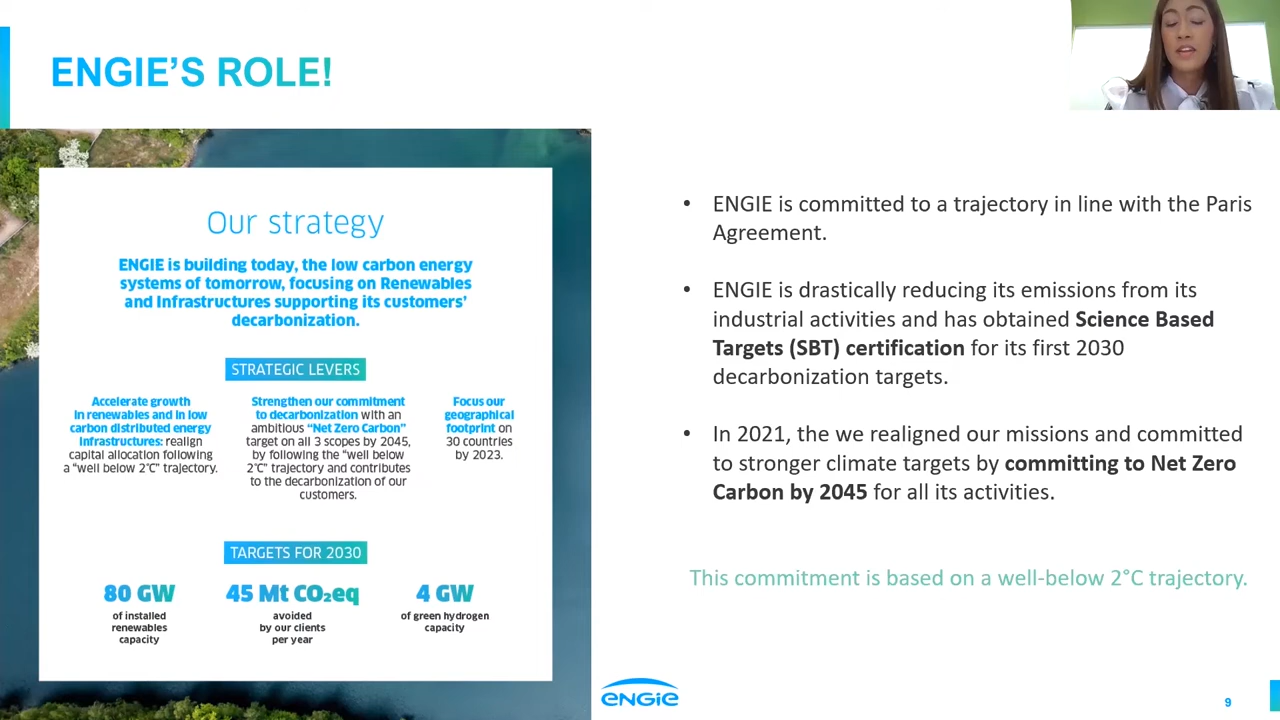 ENGIE'S ROLE!
Our strategy
ENGIE is building today, the low carbon energy
systems of tomorrow, focusing on Renewables
and Infrastructures supporting its customers'
decarbonization.
STRATEGIC LEVERS
Accelerate growth
in renewables and in low
carbon distributed energy
infrastructures: realign
capital allocation following
a "well below 2°C" trajectory.
Strengthen our commitment
to decarbonization with an
ambitious "Net Zero Carbon"
target on all 3 scopes by 2045,
by following the "well below
2°C" trajectory and contributes
to the decarbonization of our
customers.
Focus our
geographical
footprint on
30 countries
by 2023.
TARGETS FOR 2030
80 GW
of installed
renewables
capacity
45 Mt CO₂eq
avoided
by our clients
per year
4 GW
of green hydrogen
capacity
• ENGIE is committed to a trajectory in line with the Paris
Agreement.
• ENGIE is drastically reducing its emissions from its
industrial activities and has obtained Science Based
Targets (SBT) certification for its first 2030
decarbonization targets.
• In 2021, the we realigned our missions and committed
to stronger climate targets by committing to Net Zero
Carbon by 2045 for all its activities.
This commitment is based on a well-below 2°C trajectory.
ENGIE
9